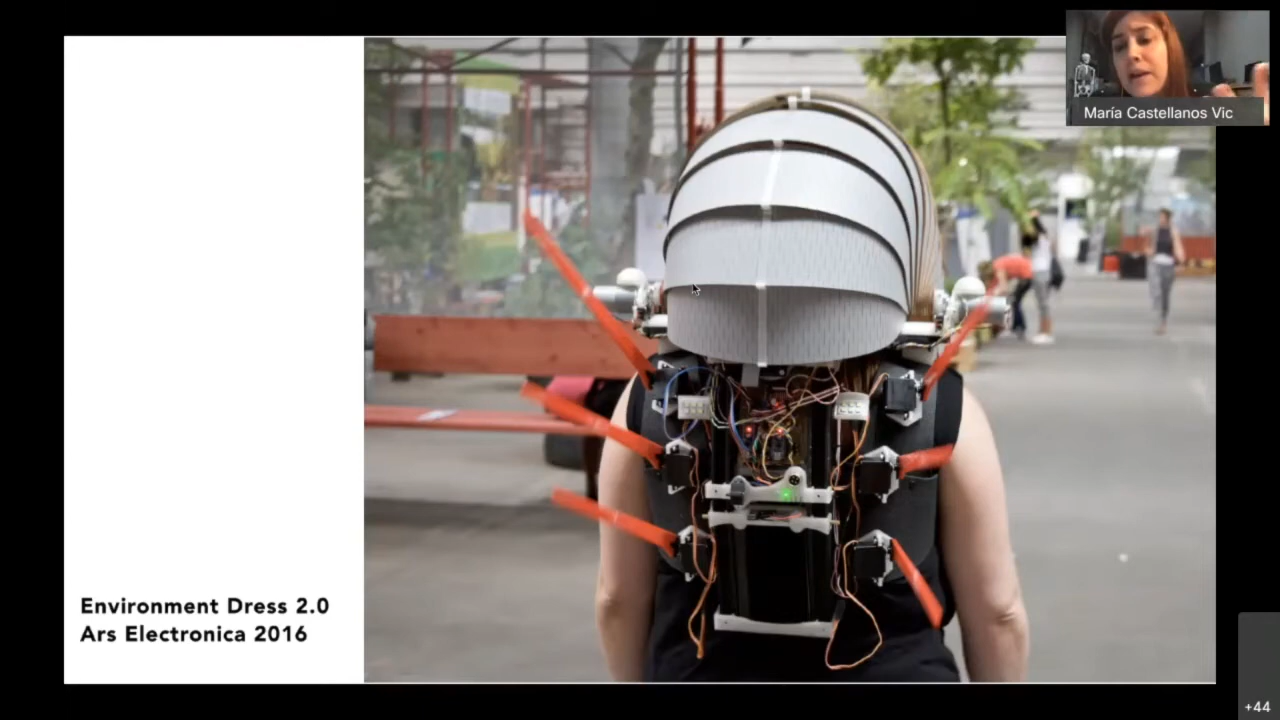 María Castellanos Vic
Environment Dress 2.0
Ars Electronica 2016
+44